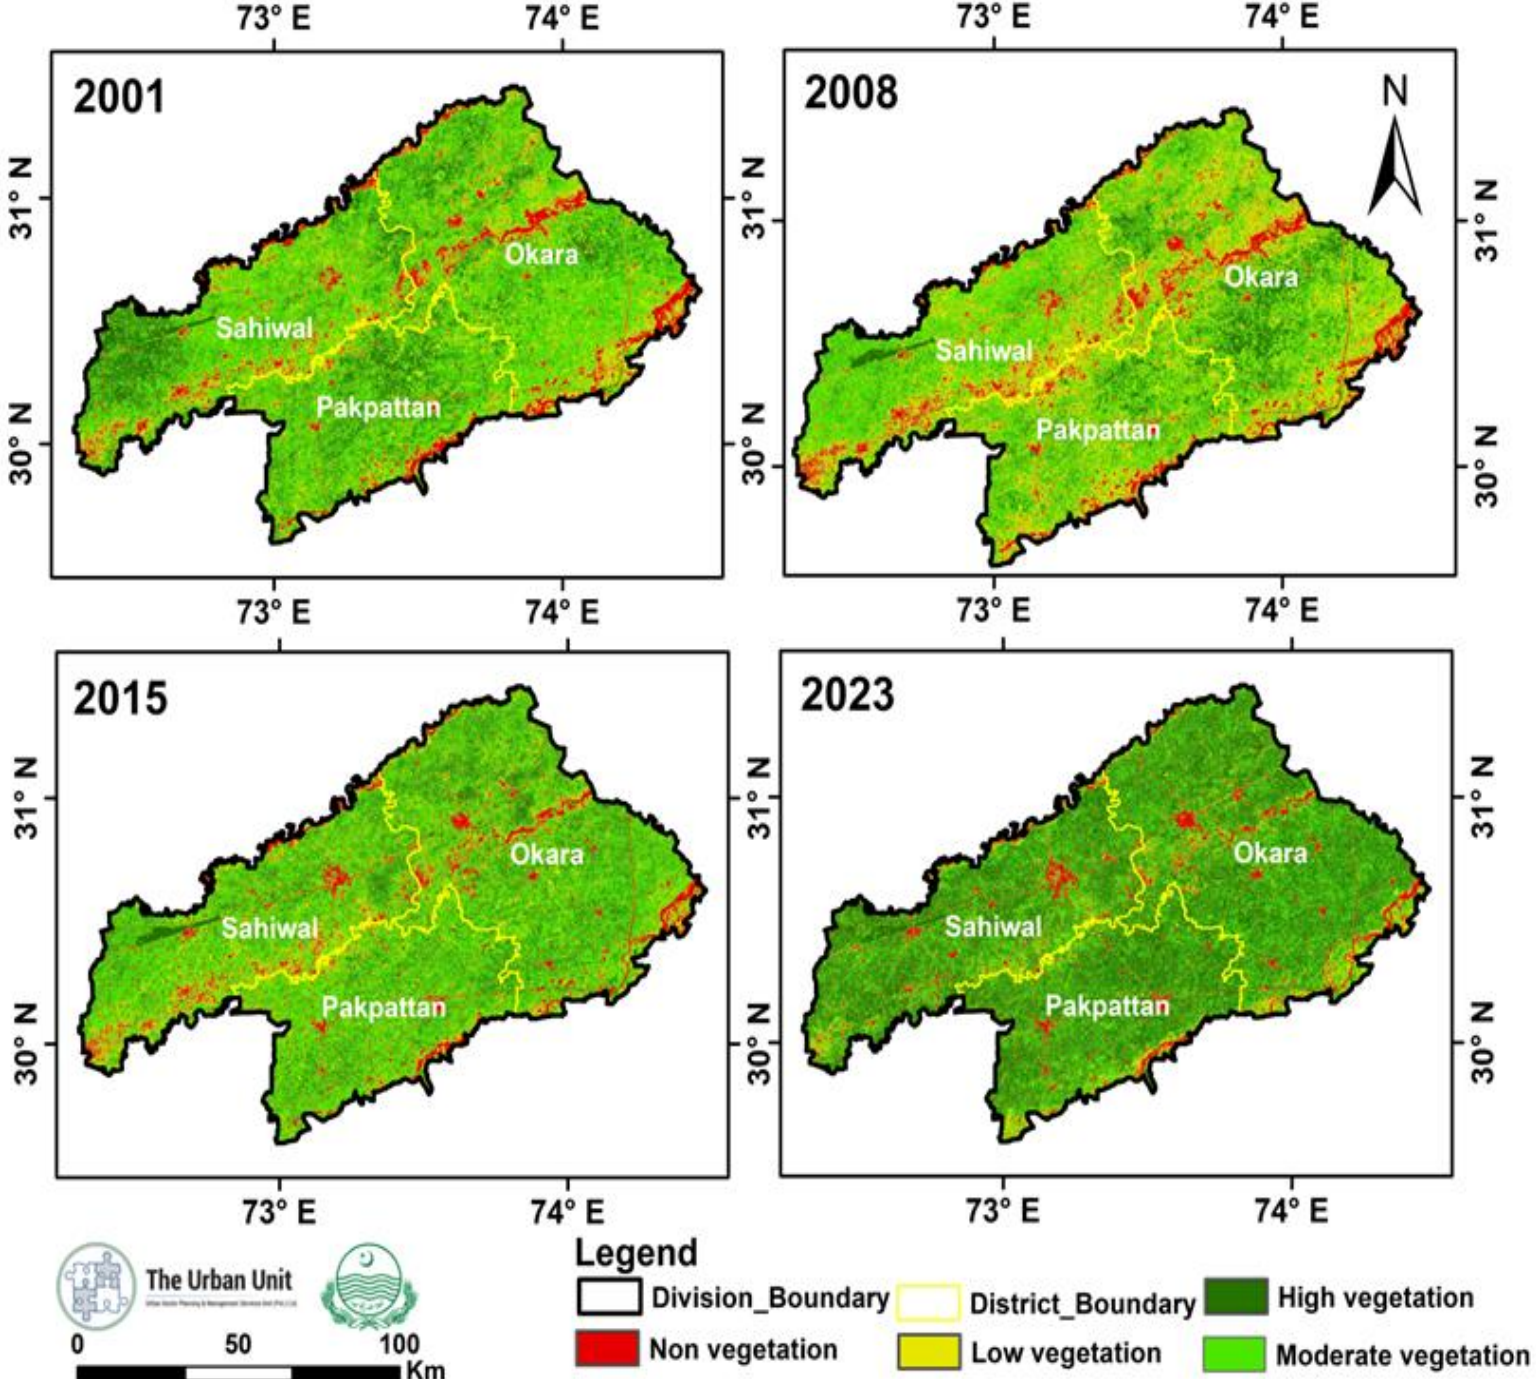 73° E 74° E 73° E 74° E
2001
2008
N
31° N 31° N 31° N
Okara
Okara
Sahiwal
Sahiwal
Pakpattan
Pakpattan
30° N 30° N 30° N
73° E 74° E 73° E 74° E
2015
2023
31° N 31° N 31° N
Okara
Okara
Sahiwal
Sahiwal
Pakpattan
Pakpattan
30° N 30° N 30° N
73° E 74° E 73° E 74° E
The Urban Unit
0 50 100
Km
Legend
Division_Boundary District_Boundary High vegetation
Non vegetation Low vegetation Moderate vegetation